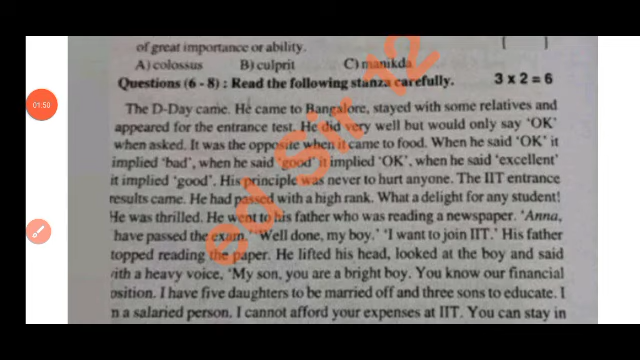 of great importance or ability. [ ]
A) colossus B) culprit C) manikda
Questions (6 - 8) : Read the following stanza carefully. 3 x 2 = 6
01:50
The D-Day came. He came to Bangalore, stayed with some relatives and
appeared for the entrance test. He did very well but would only say 'OK'
when asked. It was the opposite when it came to food. When he said 'OK' it
implied 'bad', when he said 'good' it implied 'OK', when he said 'excellent'
it implied 'good'. His principle was never to hurt anyone. The IIT entrance
results came. He had passed with a high rank. What a delight for any student!
He was thrilled. He went to his father who was reading a newspaper. 'Anna,
have passed the exam.' 'Well done, my boy.' 'I want to join IIT.' His father
topped reading the paper. He lifted his head, looked at the boy and said
ith a heavy voice, 'My son, you are a bright boy. You know our financial
osition. I have five daughters to be married off and three sons to educate. I
n a salaried person. I cannot afford your expenses at IIT. You can stay in
ed Sir 12